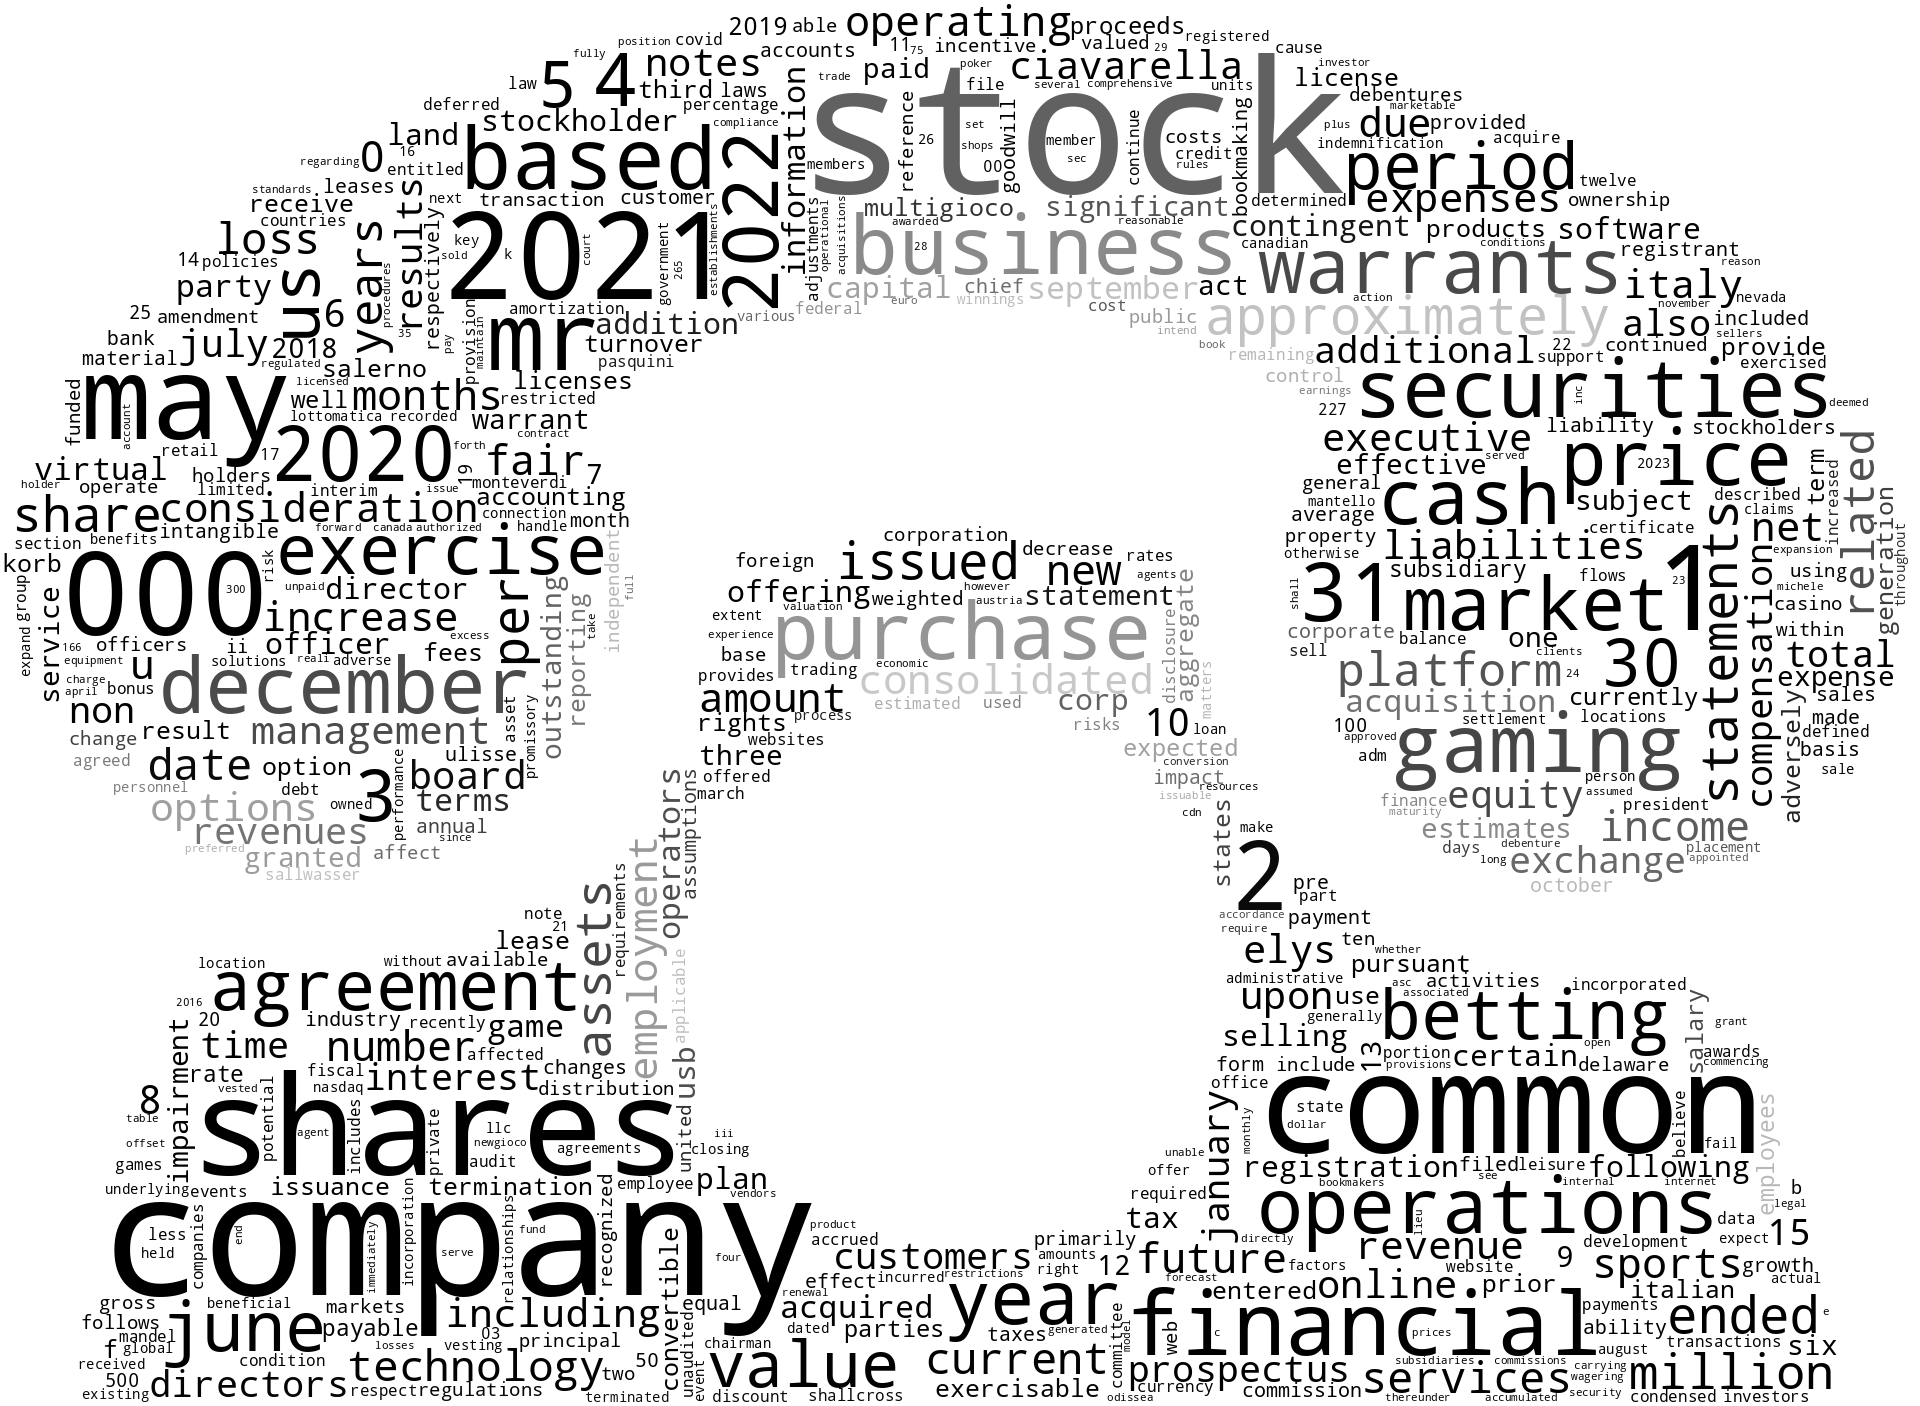 2019 able operating proceeds
position covid accounts 11 75 incentive valued 29 registered
fully law 5 4 notes third laws trade paid poker file ciavarella several comprehensive units cause investor license
deferred percentage information stock debentures marketable
stockholder compliance reference 26 set shops member sec 00 goodwill continue costs credit rules bookmaking plus due provided
regarding 0 16 land entitled based 2022 members indemnification acquire period
standards leases receive results next transaction customer multigioco significant determined expenses twelve ownership
countries loss years respectively awarded reasonable contingent products software
key sold k court government 265 establishments adjustments operational acquisitions 28 business canadian conditions registrant reason
14 policies party us procedures 2021 capital chief september act warrants italy nevada
25 amendment 6 35 provision amortization various federal euro winnings cost public action approximately november also included sellers
bank material july 2018 regulated salerno pay maintain mr addition turnover pasquini intend book remaining additional support 22 continued provide exercised
funded may account licensed well months licenses restricted control earnings securities inc deemed
lottomatica recorded warrant contract 227 liability stockholders
retail 17 2020 forth 19 fair 7 executive served price 2023 term increased related
virtual holder operate holders limited interim issue monteverdi accounting effective general mantello cash subject described claims
share consideration connection month average certificate net generation throughout
section benefits intangible forward canada authorized handle corporation decrease rates property otherwise liabilities statements compensation expansion
korb risk exercise independent foreign issued new agents subsidiary flows 23 using michele
000 300 unpaid director per outstanding reporting full take offering weighted however austria statement aggregate shall 31 market 1 casino
expand group service increase extent valuation purchase disclosure corporate balance one clients within
166 officers ii officer excess fees experience base trading economic sell platform 24 30 total
equipment u solutions reali adverse provides consolidated matters expense
charge april bonus december asset promissory amount estimated used corp acquisition currently sales
non management rights process risks 10 loan 100 settlement locations adversely made defined
change result ulisse websites expected approved gaming basis
agreed date option board three conversion adm person sale
personnel debt performance offered impact resources assumed
options owned 3 terms operators assumptions march issuable finance maturity equity president
revenues annual since cdn states make estimates income
preferred granted affect days debenture placement
sallwasser employment 2 long exchange appointed
assets requirements pre part october
note 21 accordance payment
lease require
location without available elys ten whether
agreement applicable administrative pursuant
2016 upon use asc associated activities incorporated
20 industry recently game generally betting salary grant
time number affected selling portion certain open awards
impairment rate fiscal interest changes usb form include 13 provisions delaware commencing
8 vested nasdaq distribution office
table potential shares january state common believe employees
offset agent includes private llc newgioco agreements united iii closing monthly dollar fail
games audit unable
underlying events issuance termination employee plan vendors offer registration filed leisure following
companies incorporation relationships recognized required bookmakers see internal internet b
less held end company immediately serve fund convertible four product accrued tax operations lieu data legal
customers primarily directly revenue 9 development expect 15
effect incurred restrictions amounts right 12 future factors website sports growth
gross beneficial markets including equal renewal acquired year forecast entered online prior italian actual
follows june payable dated parties financial payments ended e
f mandel global losses vesting 03 principal unaudited chairman taxes generated committee model web c prices ability
received condition technology two 50 value current august transactions six
500 event prospectus subsidiaries commissions carrying million
existing directors respect regulations terminated discount shallcross exercisable odissea currency commission services wagering security
thereunder accumulated condensed investors